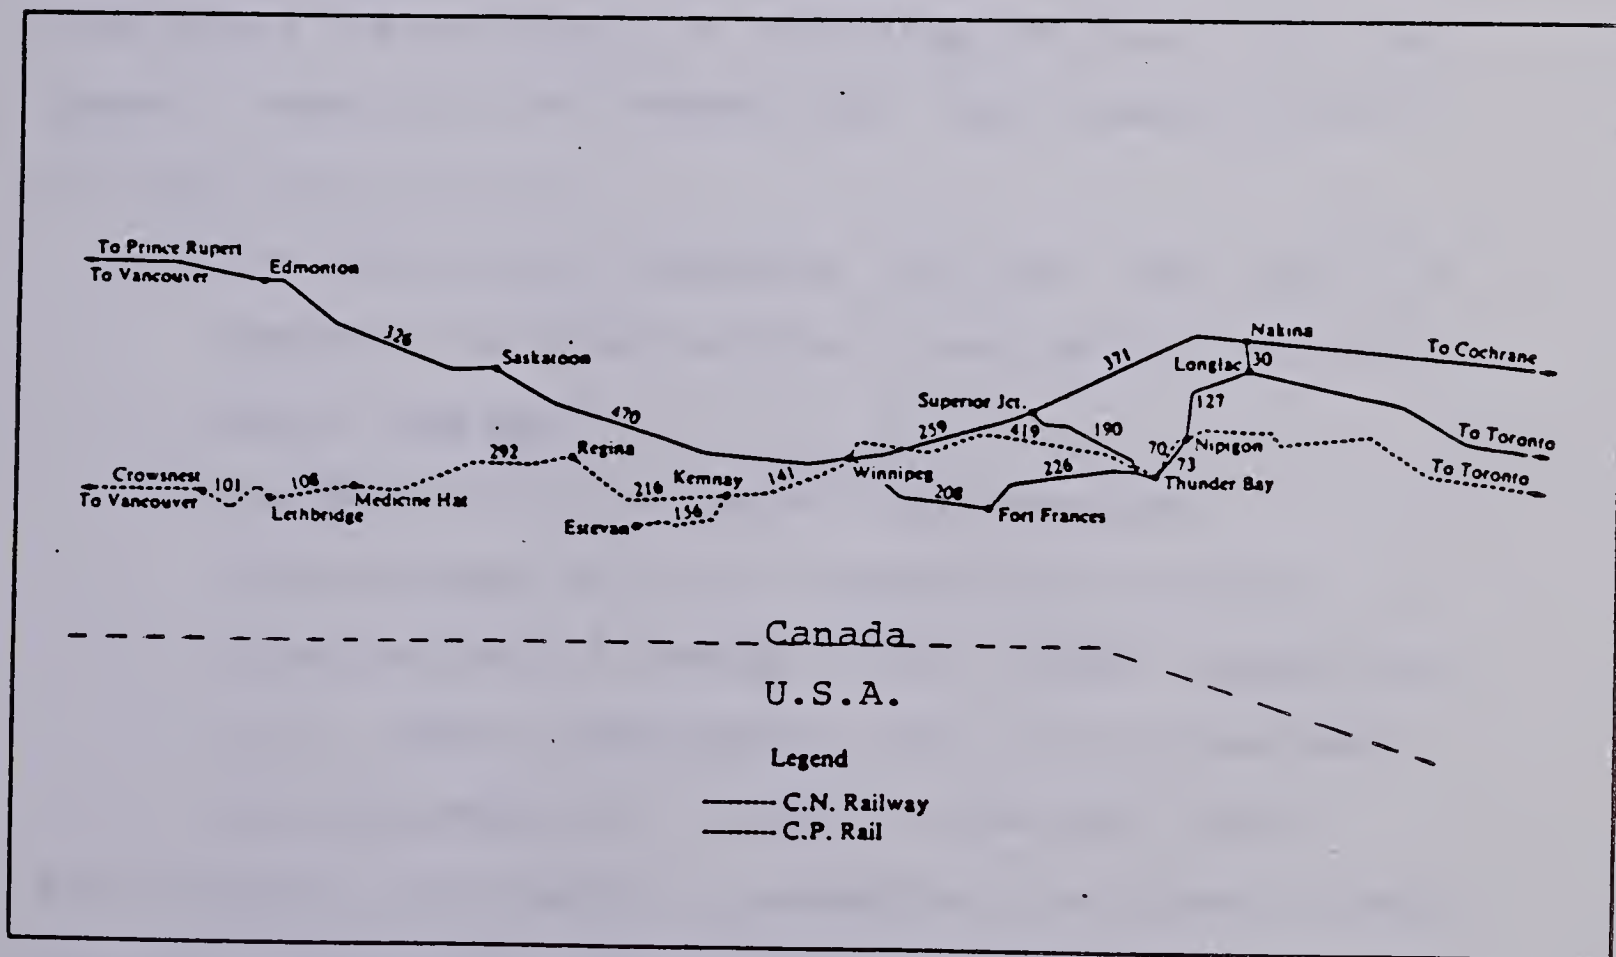 To Prince Rupert
To Vancouver
Edmonton
326
Saskatoon
470
Crowsnest
To Vancouver
101
Lethbridge
108
Medicine Hat
292
Regina
216
Kemnay
Estevan
156
141
Winnipeg
259
Superior Jct.
419
371
Nakina
30
Longlac
To Cochrane
127
190
70
73
Nipigon
To Toronto
To Toronto
226
Thunder Bay
208
Fort Frances
Canada
U.S.A.
Legend
C.N. Railway
C.P. Rail